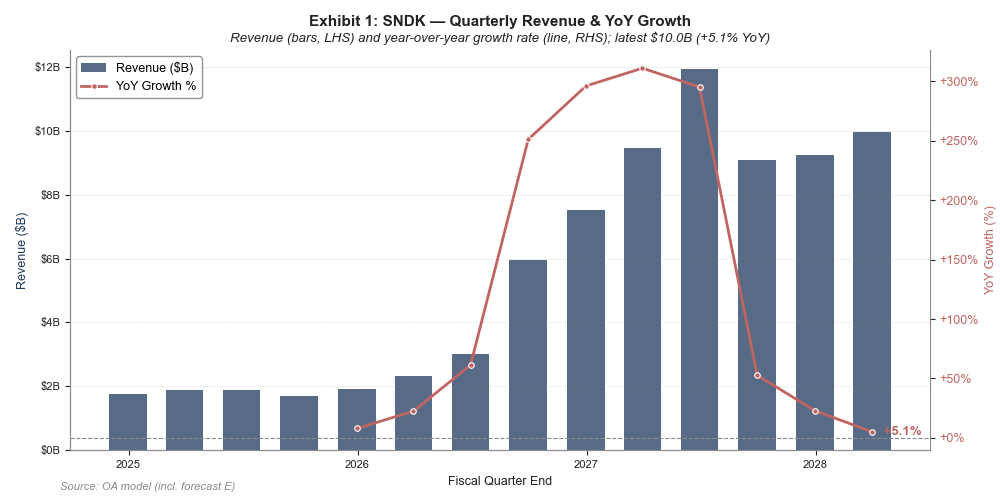 Exhibit 1: SNDK — Quarterly Revenue & YoY Growth
Revenue (bars, LHS) and year-over-year growth rate (line, RHS); latest $10.0B (+5.1% YoY)
Revenue ($B)
YoY Growth %
$12B
$10B
$8B
$6B
$4B
$2B
$0B
Revenue ($B)
+300%
+250%
+200%
+150%
+100%
+50%
+0%
YoY Growth (%)
+5.1%
2025
2026
2027
2028
Fiscal Quarter End
Source: OA model (incl. forecast E)